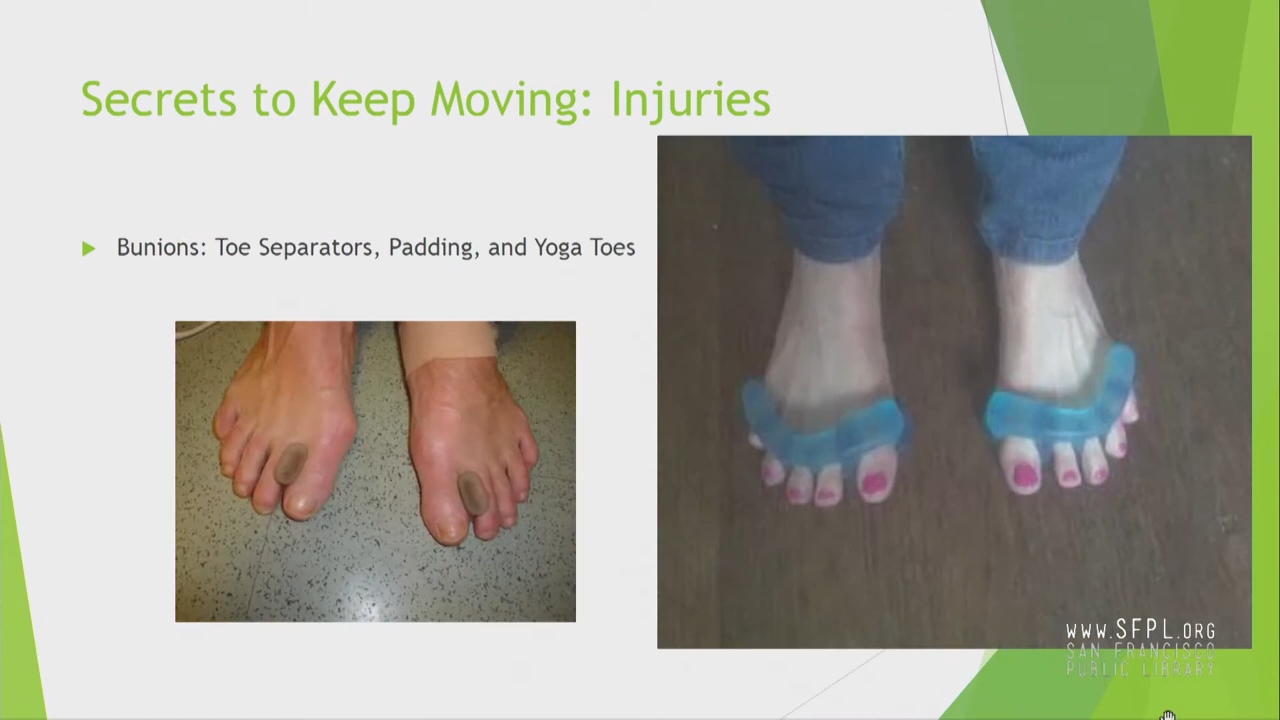 Secrets to Keep Moving: Injuries
Bunions: Toe Separators, Padding, and Yoga Toes
www.SFPL.ORG
SAN FRANCISCO
PUBLIC LIBRARY